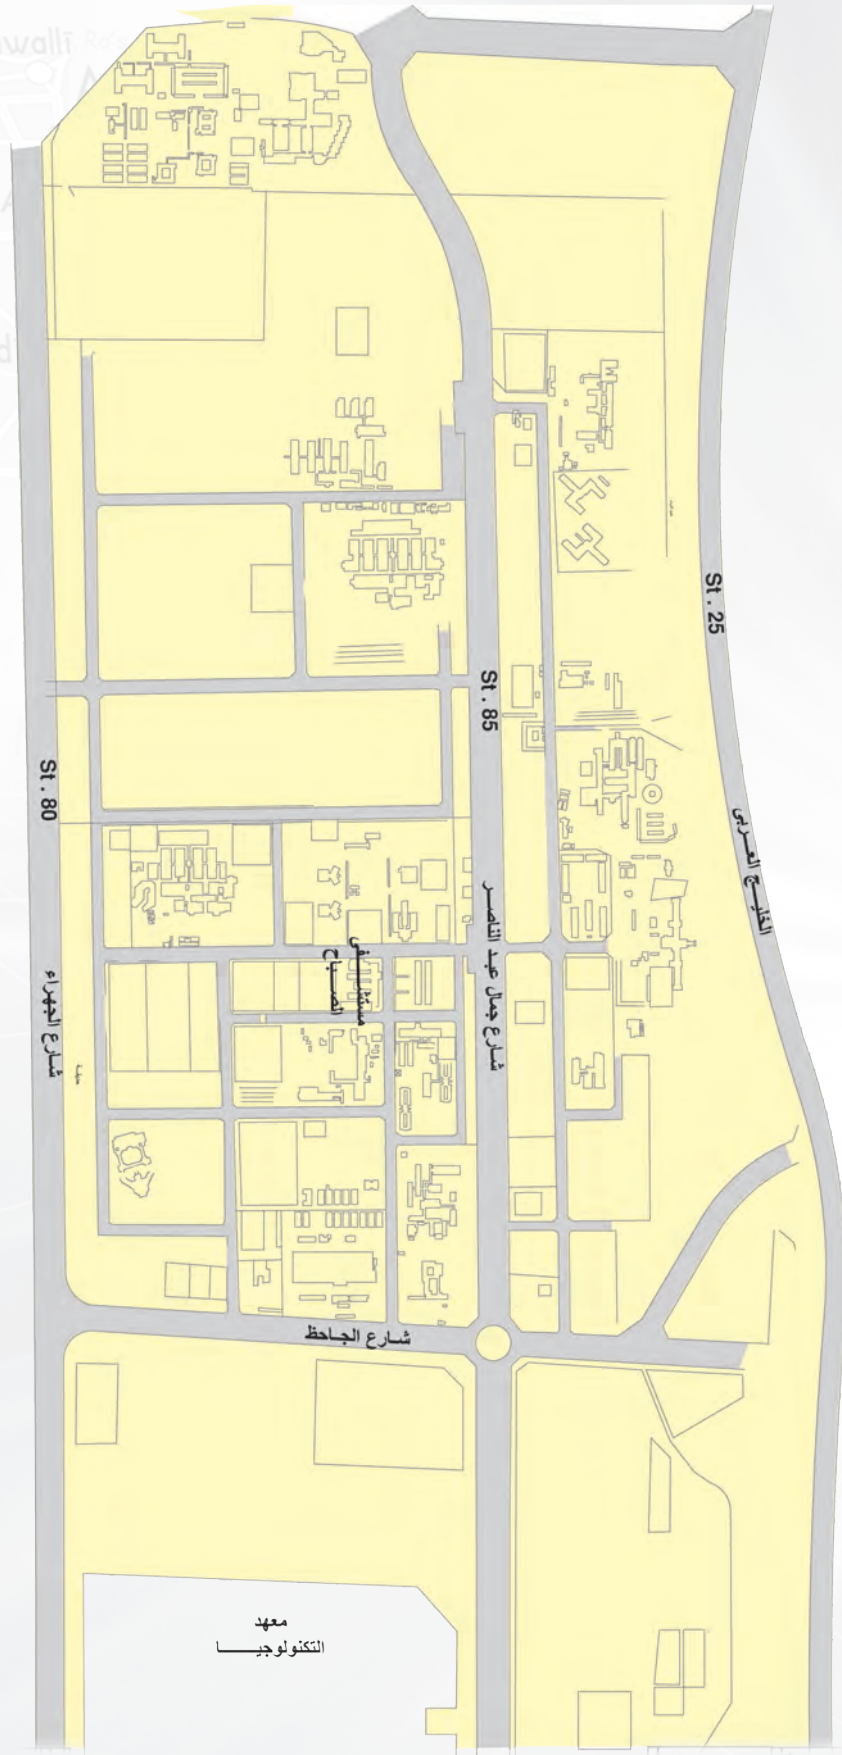 St. 25
St. 85
St. 80
الخليج العربى
شارع جمال عبد الناصر
مستشفى
الصباح
شارع الجهراء
شارع الجاحظ
معهد
التكنولوجيا